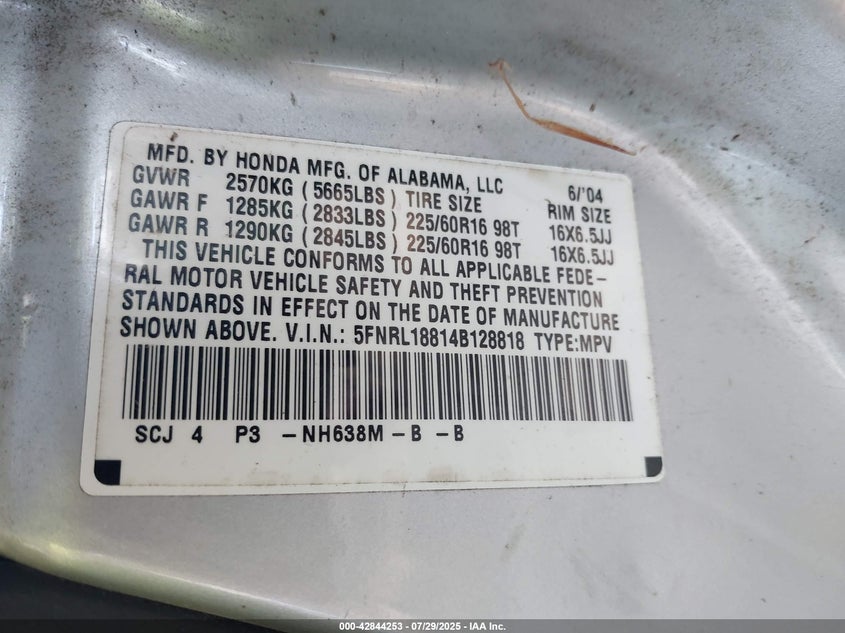 MFD. BY HONDA MFG. OF ALABAMA, LLC 6/'04
GVWR 2570KG ( 5665LBS ) TIRE SIZE RIM SIZE
GAWR F 1285KG ( 2833LBS ) 225/60R16 98T 16X6.5JJ
GAWR R 1290KG ( 2845LBS ) 225/60R16 98T 16X6.5JJ
THIS VEHICLE CONFORMS TO ALL APPLICABLE FEDE-
RAL MOTOR VEHICLE SAFETY AND THEFT PREVENTION
STANDARDS IN EFFECT ON THE DATE OF MANUFACTURE
SHOWN ABOVE. V.I.N.: 5FNRL18814B128818 TYPE:MPV
SCJ 4 P3 -NH638M - B - B
000-42844253 - 07/29/2025 - IAA Inc.